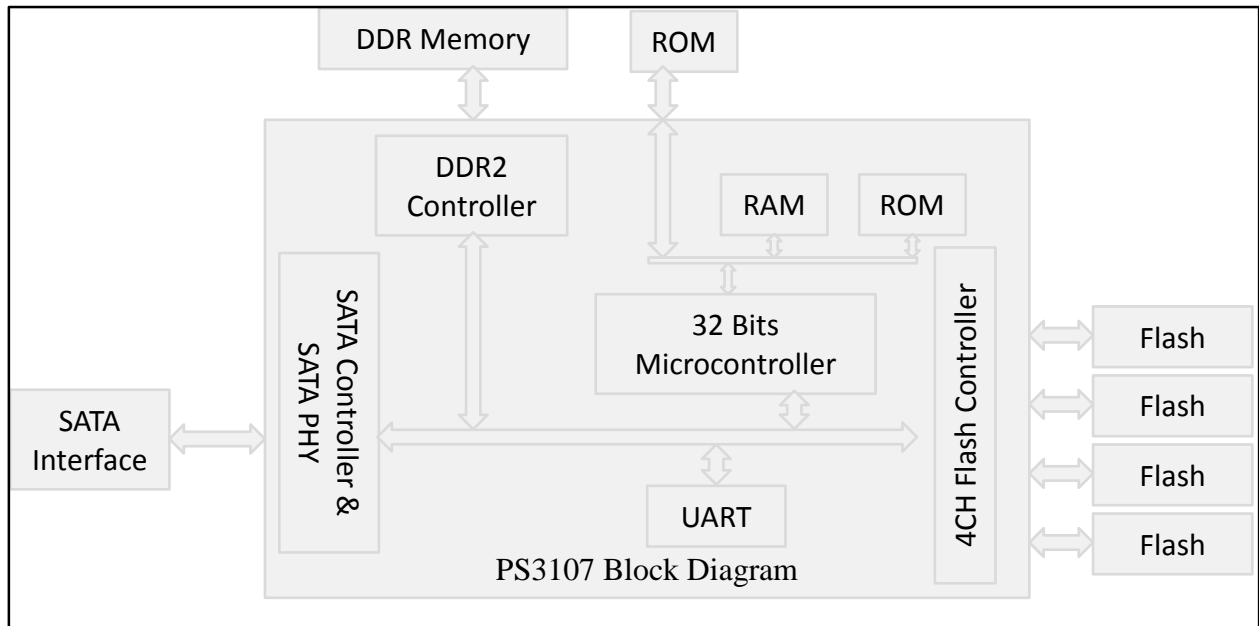 DDR Memory
ROM
DDR2
Controller
RAM
ROM
SATA Controller &
SATA PHY
32 Bits
Microcontroller
4CH Flash Controller
Flash
Flash
Flash
Flash
SATA
Interface
UART
PS3107 Block Diagram